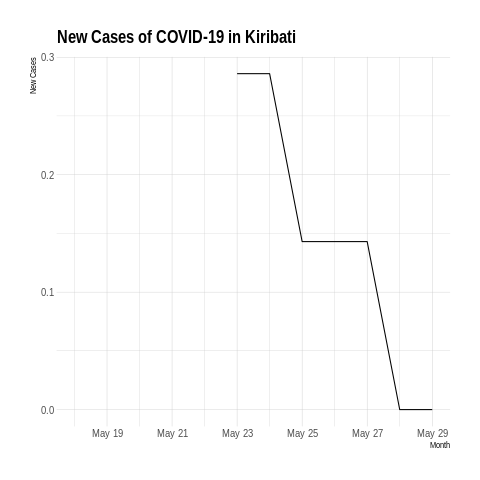 New Cases of COVID-19 in Kiribati
New Cases
0.3
0.2
0.1
0.0
May 19 May 21 May 23 May 25 May 27 May 29
Month